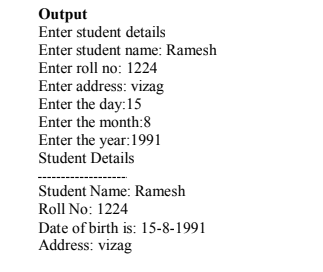 Output
Enter student details
Enter student name: Ramesh
Enter roll no: 1224
Enter address: vizag
Enter the day:15
Enter the month:8
Enter the year:1991
Student Details
-------------------
Student Name: Ramesh
Roll No: 1224
Date of birth is: 15-8-1991
Address: vizag